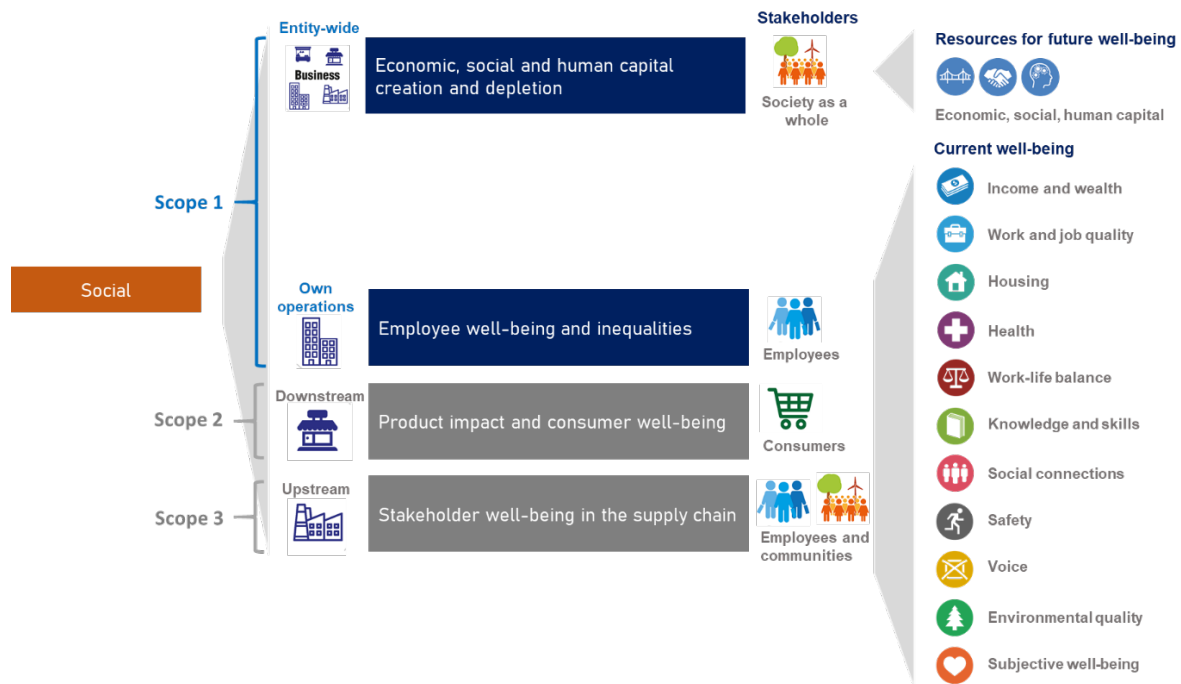 Social
Scope 1
Scope 2
Scope 3
Entity-wide
Business
Economic, social and human capital
creation and depletion
Stakeholders
Society as a
whole
Own
operations
Employee well-being and inequalities
Employees
Downstream
Product impact and consumer well-being
Consumers
Upstream
Stakeholder well-being in the supply chain
Employees and
communities
Resources for future well-being
Economic, social, human capital
Current well-being
Income and wealth
Work and job quality
Housing
Health
Work-life balance
Knowledge and skills
Social connections
Safety
Voice
Environmental quality
Subjective well-being